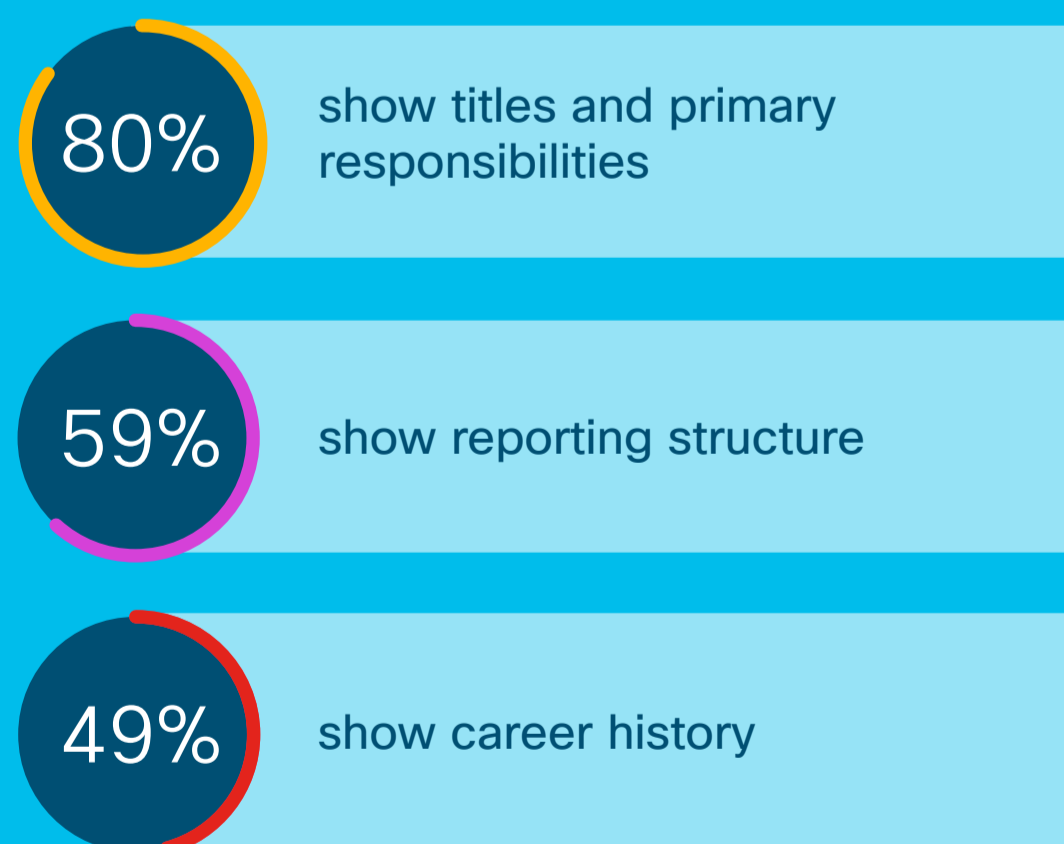 80%
show titles and primary
responsibilities
59%
show reporting structure
49%
show career history